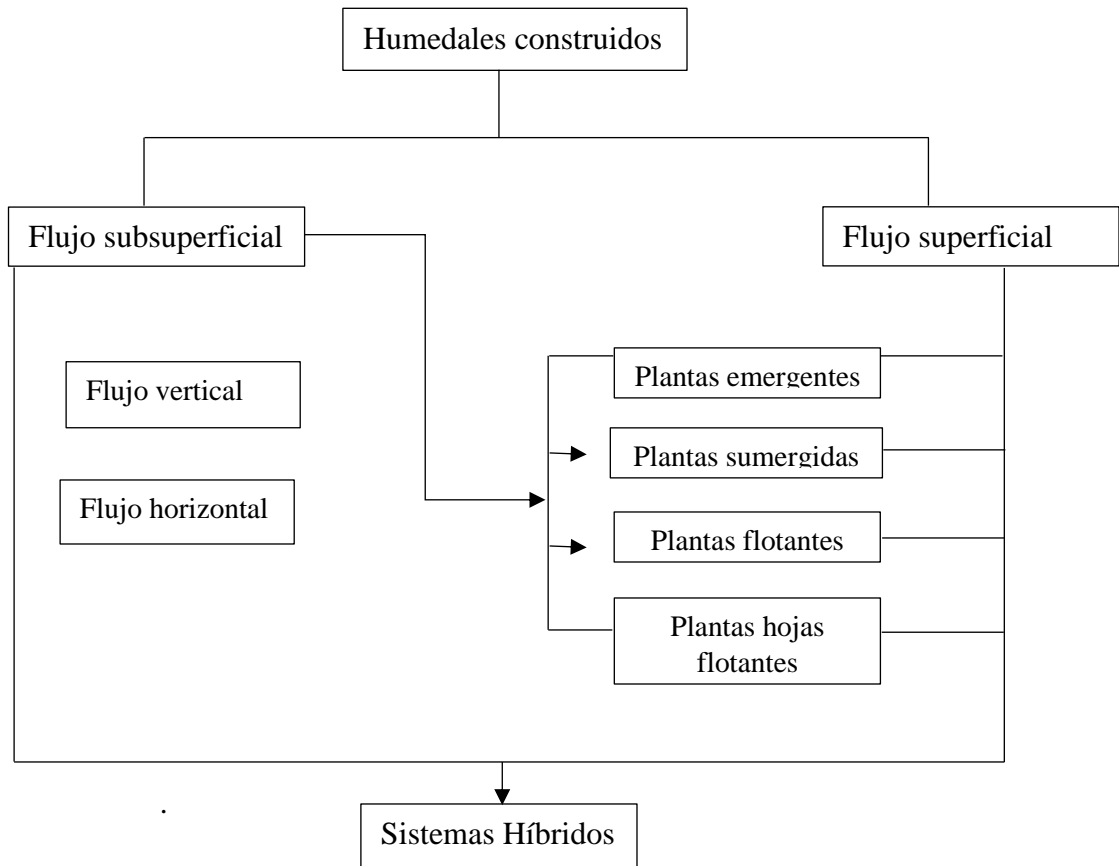 Humedales construidos
Flujo subsuperficial
Flujo superficial
Flujo vertical
Flujo horizontal
Plantas emergentes
Plantas sumergidas
Plantas flotantes
Plantas hojas
flotantes
.
Sistemas Híbridos